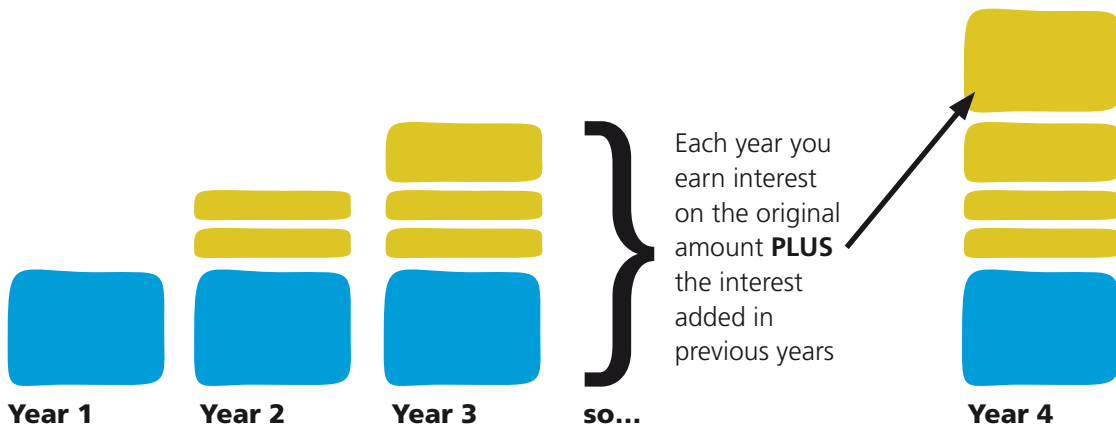 Each year you
earn interest
on the original
amount PLUS
the interest
added in
previous years
Year 1
Year 2
Year 3
so...
Year 4